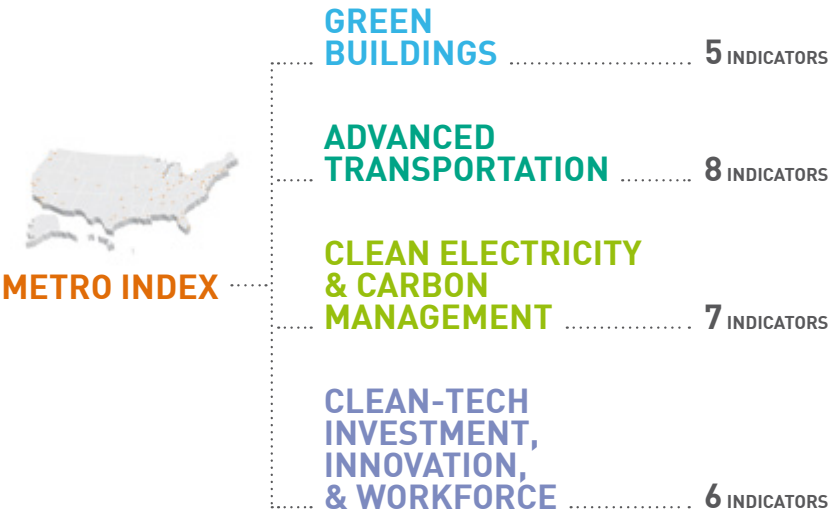 METRO INDEX
GREEN
BUILDINGS 5 INDICATORS
ADVANCED
TRANSPORTATION 8 INDICATORS
CLEAN ELECTRICITY
& CARBON
MANAGEMENT 7 INDICATORS
CLEAN-TECH
INVESTMENT,
INNOVATION,
& WORKFORCE 6 INDICATORS